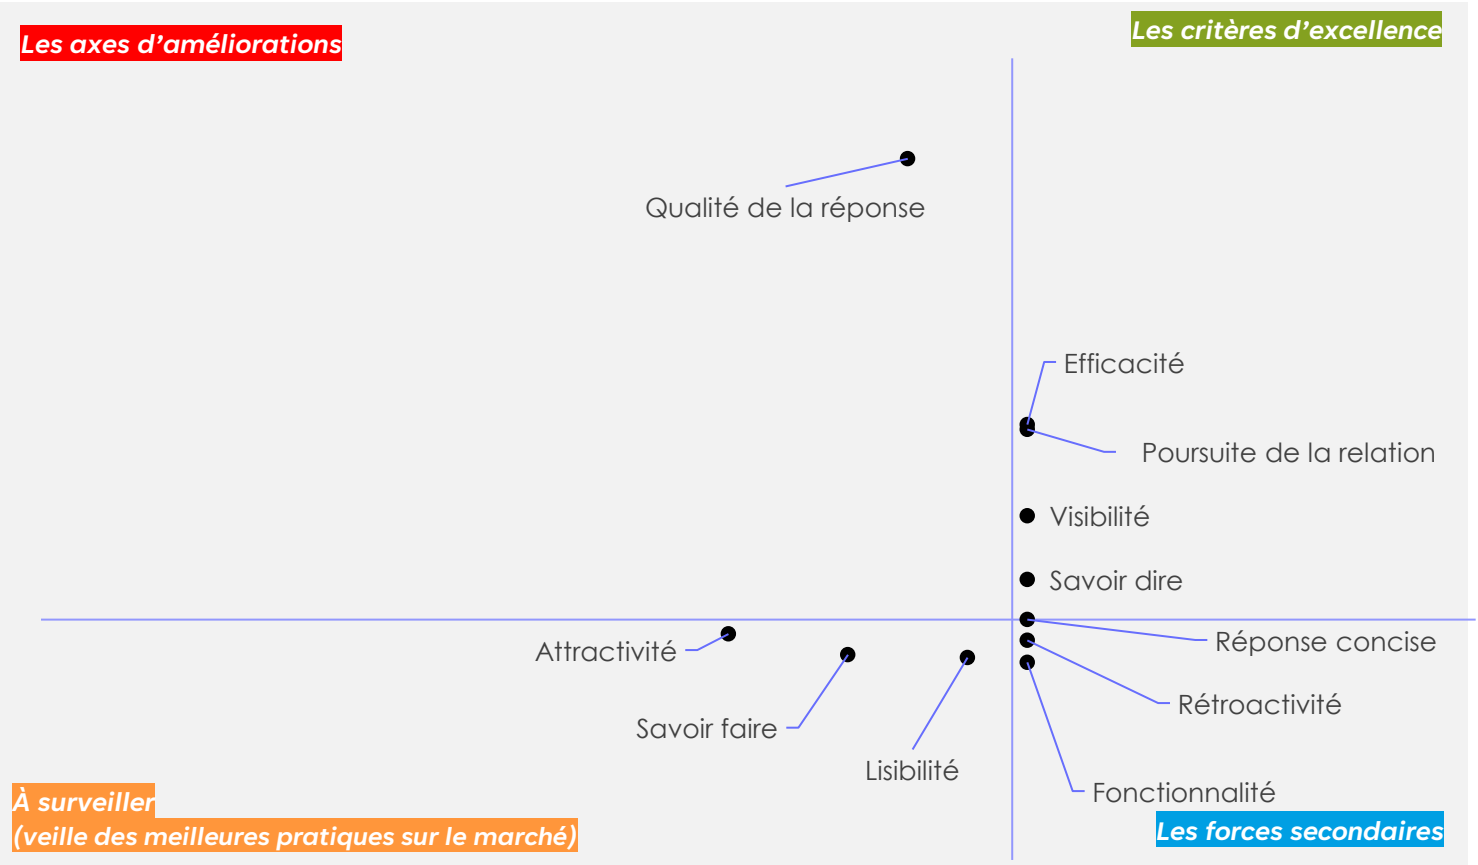 Les axes d’améliorations
Les critères d’excellence
Qualité de la réponse
Efficacité
Poursuite de la relation
Visibilité
Savoir dire
Réponse concise
Attractivité
Rétroactivité
Savoir faire
Lisibilité
Fonctionnalité
À surveiller
(veille des meilleures pratiques sur le marché)
Les forces secondaires